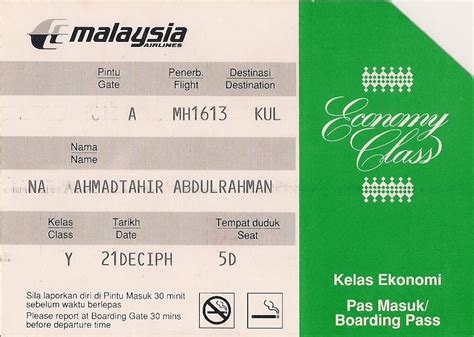 malaysia
AIRLINES
Pintu Penerb. Destinasi
Gate Flight Destination
A MH1613 KUL
Nama
Name
NA AHMADTAHIR ABDULRAHMAN
Kelas Tarikh Tempat duduk
Class Date Seat
Y 21DECIPH 5D
Sila laporkan diri di Pintu Masuk 30 minit
sebelum waktu berlepas
Please report at Boarding Gate 30 mins
before departure time
Economy
Class
Kelas Ekonomi
Pas Masuk/
Boarding Pass